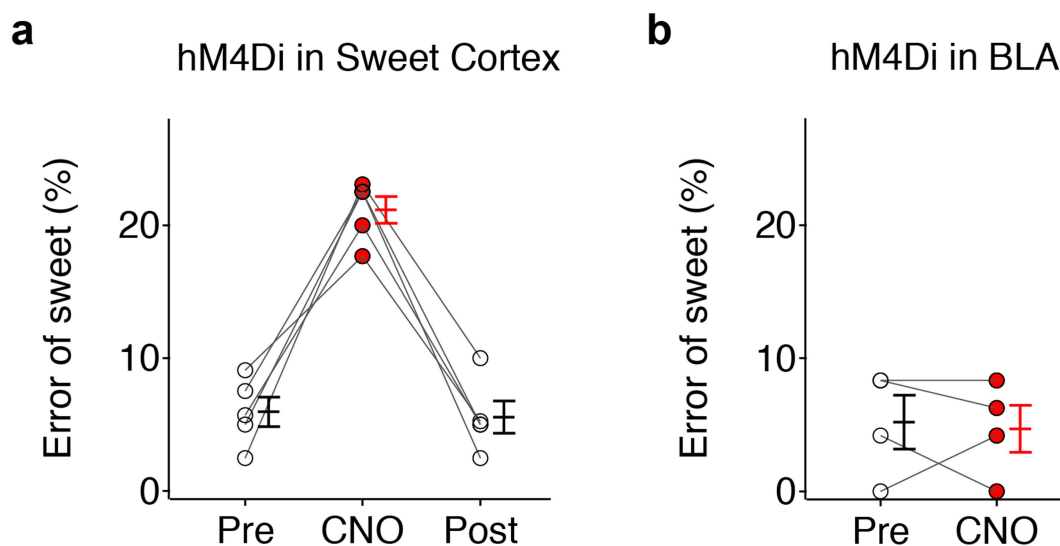 a
hM4Di in Sweet Cortex
Error of sweet (%)
20
10
0
Pre CNO Post
b
hM4Di in BLA
Error of sweet (%)
20
10
0
Pre CNO